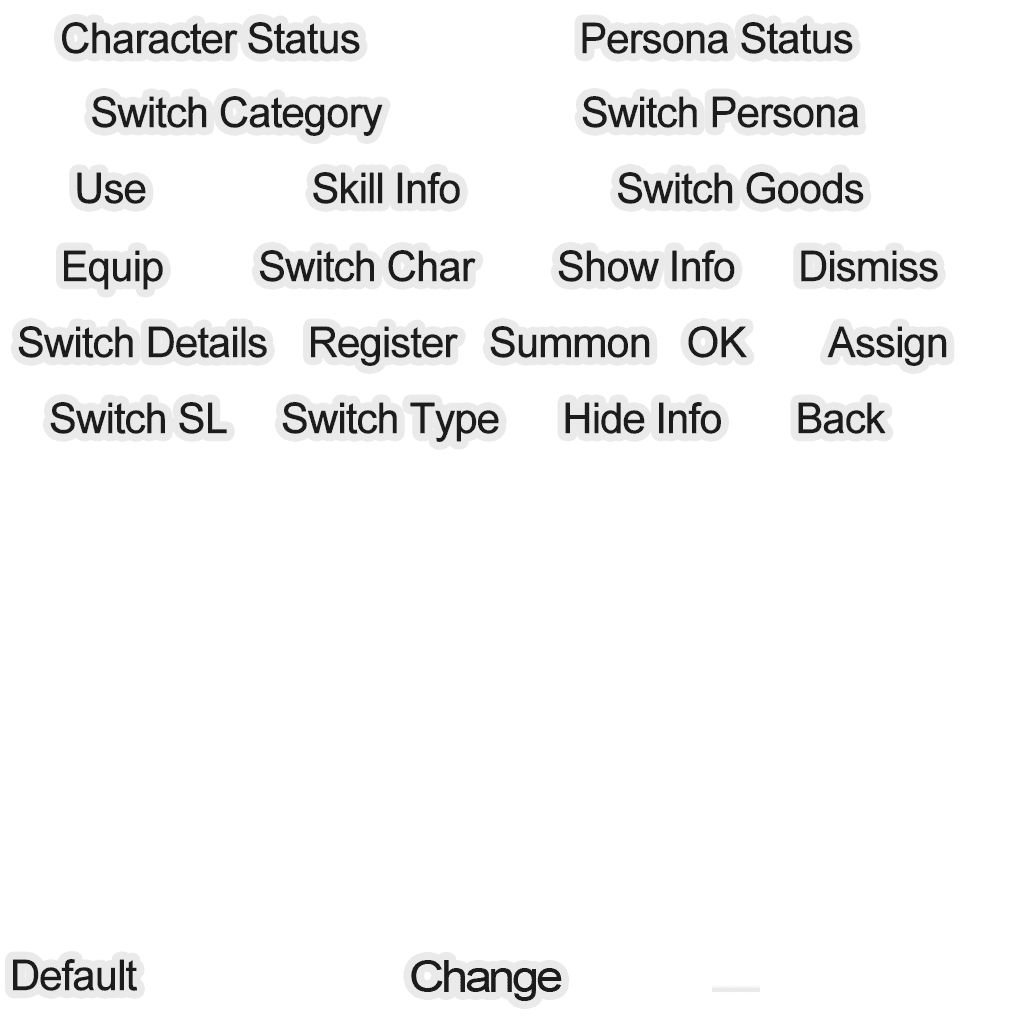 Character Status Persona Status
Switch Category Switch Persona
Use Skill Info Switch Goods
Equip Switch Char Show Info Dismiss
Switch Details Register Summon OK Assign
Switch SL Switch Type Hide Info Back
Default Change